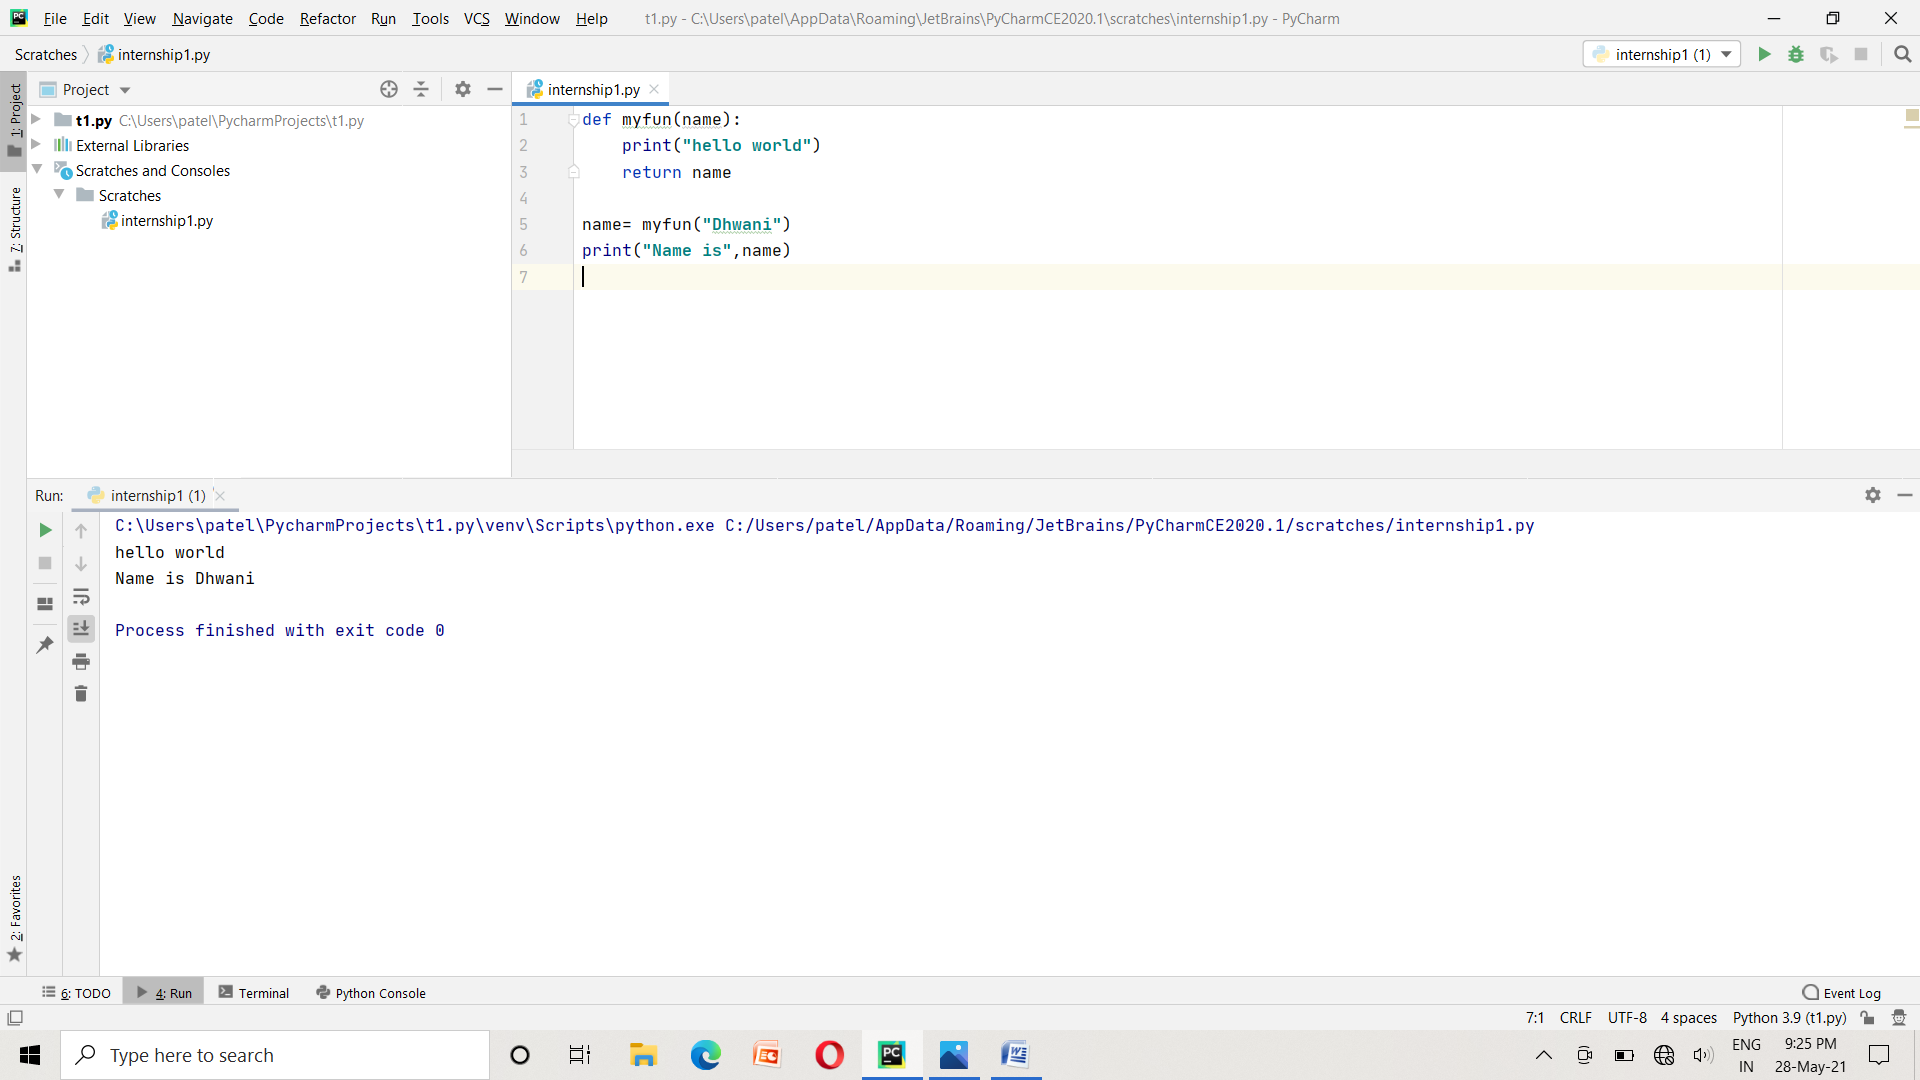 File Edit View Navigate Code Refactor Run Tools VCS Window Help t1.py - C:\Users\patel\AppData\Roaming\JetBrains\PyCharmCE2020.1\scratches\internship1.py - PyCharm
Scratches internship1.py internship1 (1)
1: Project
Project
internship1.py
t1.py C:\Users\patel\PycharmProjects\t1.py
External Libraries
Scratches and Consoles
Scratches
internship1.py
7: Structure
1 def myfun(name):
2 print("hello world")
3 return name
4
5 name= myfun("Dhwani")
6 print("Name is",name)
7
Run: internship1 (1)
C:\Users\patel\PycharmProjects\t1.py\venv\Scripts\python.exe C:/Users/patel/AppData/Roaming/JetBrains/PyCharmCE2020.1/scratches/internship1.py
hello world
Name is Dhwani
Process finished with exit code 0
2: Favorites
6: TODO 4: Run Terminal Python Console Event Log
7:1 CRLF UTF-8 4 spaces Python 3.9 (t1.py)
Type here to search
ENG
IN
9:25 PM
28-May-21